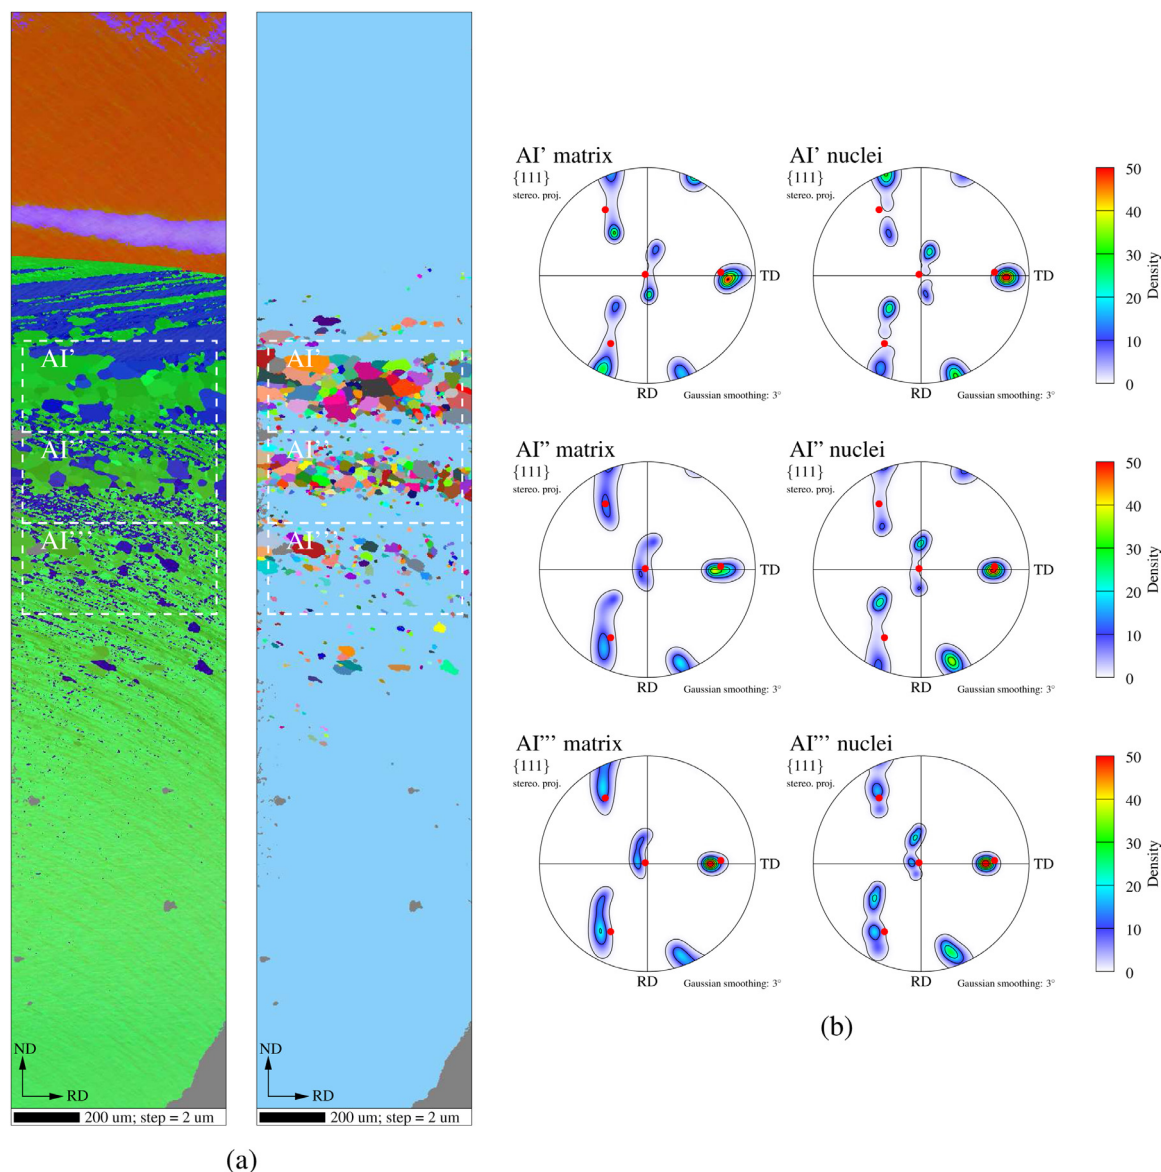 AI'
AI''
AI'''
ND
RD
200 um; step = 2 um
AI'
AI''
AI'''
ND
RD
200 um; step = 2 um
(a)
AI' matrix
{111}
stereo. proj.
TD
RD
Gaussian smoothing: 3°
AI' nuclei
{111}
stereo. proj.
TD
RD
Gaussian smoothing: 3°
50
40
30
20
10
0
Density
AI'' matrix
{111}
stereo. proj.
TD
RD
Gaussian smoothing: 3°
AI'' nuclei
{111}
stereo. proj.
TD
RD
Gaussian smoothing: 3°
50
40
30
20
10
0
Density
AI''' matrix
{111}
stereo. proj.
TD
RD
Gaussian smoothing: 3°
AI''' nuclei
{111}
stereo. proj.
TD
RD
Gaussian smoothing: 3°
50
40
30
20
10
0
Density
(b)